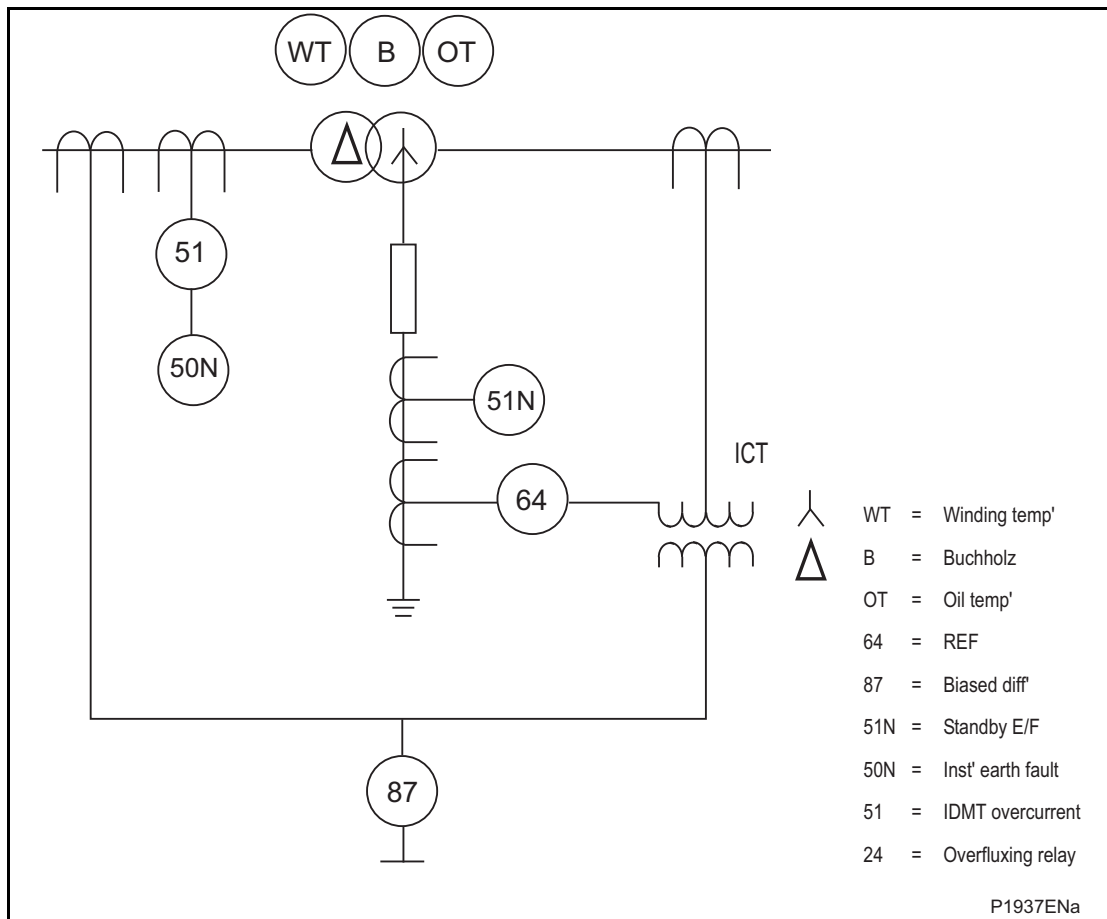 WT B OT
51
50N
51N
ICT
64
WT = Winding temp'
B = Buchholz
OT = Oil temp'
64 = REF
87 = Biased diff'
51N = Standby E/F
50N = Inst' earth fault
51 = IDMT overcurrent
24 = Overfluxing relay
87
P1937ENa